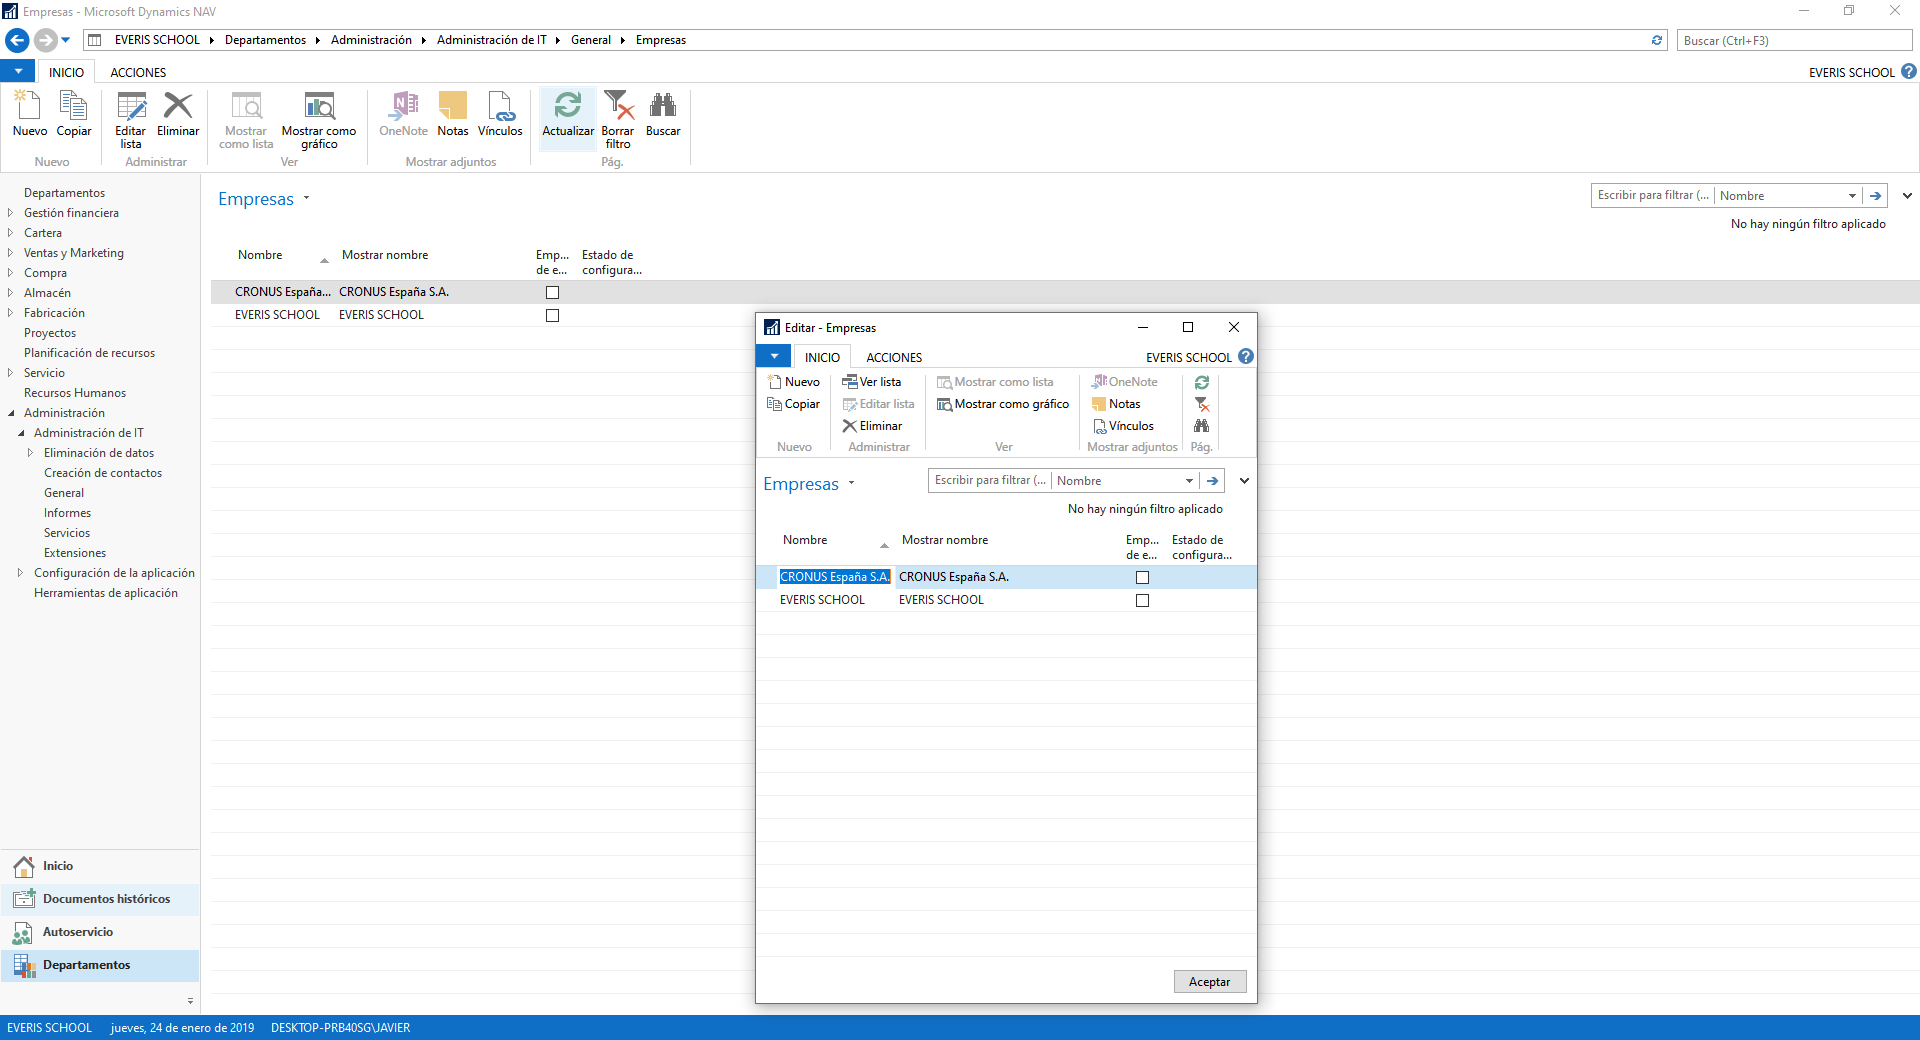 Empresas - Microsoft Dynamics NAV
EVERIS SCHOOL Departamentos Administración Administración de IT General Empresas
Buscar (Ctrl+F3)
INICIO ACCIONES
EVERIS SCHOOL
Nuevo Copiar
Editar lista
Eliminar
Mostrar como lista
Mostrar como gráfico
OneNote Notas Vínculos
Actualizar
Borrar filtro
Buscar
Nuevo Administrar Ver Mostrar adjuntos Pág.
Departamentos
Gestión financiera
Cartera
Ventas y Marketing
Compra
Almacén
Fabricación
Proyectos
Planificación de recursos
Servicio
Recursos Humanos
Administración
Administración de IT
Eliminación de datos
Creación de contactos
General
Informes
Servicios
Extensiones
Configuración de la aplicación
Herramientas de aplicación
Inicio
Documentos históricos
Autoservicio
Departamentos
Empresas
Escribir para filtrar (... Nombre
No hay ningún filtro aplicado
Nombre Mostrar nombre Emp... de e... Estado de configura...
CRONUS España... CRONUS España S.A.
EVERIS SCHOOL EVERIS SCHOOL
Editar - Empresas
INICIO ACCIONES
EVERIS SCHOOL
Nuevo
Copiar
Nuevo
Ver lista
Editar lista
Eliminar
Administrar
Mostrar como lista
Mostrar como gráfico
Ver
OneNote
Notas
Vínculos
Mostrar adjuntos
Pág.
Empresas
Escribir para filtrar (... Nombre
No hay ningún filtro aplicado
Nombre Mostrar nombre Emp... de e... Estado de configura...
CRONUS España S.A. CRONUS España S.A.
EVERIS SCHOOL EVERIS SCHOOL
Aceptar
EVERIS SCHOOL jueves, 24 de enero de 2019 DESKTOP-PRB40SG\JAVIER